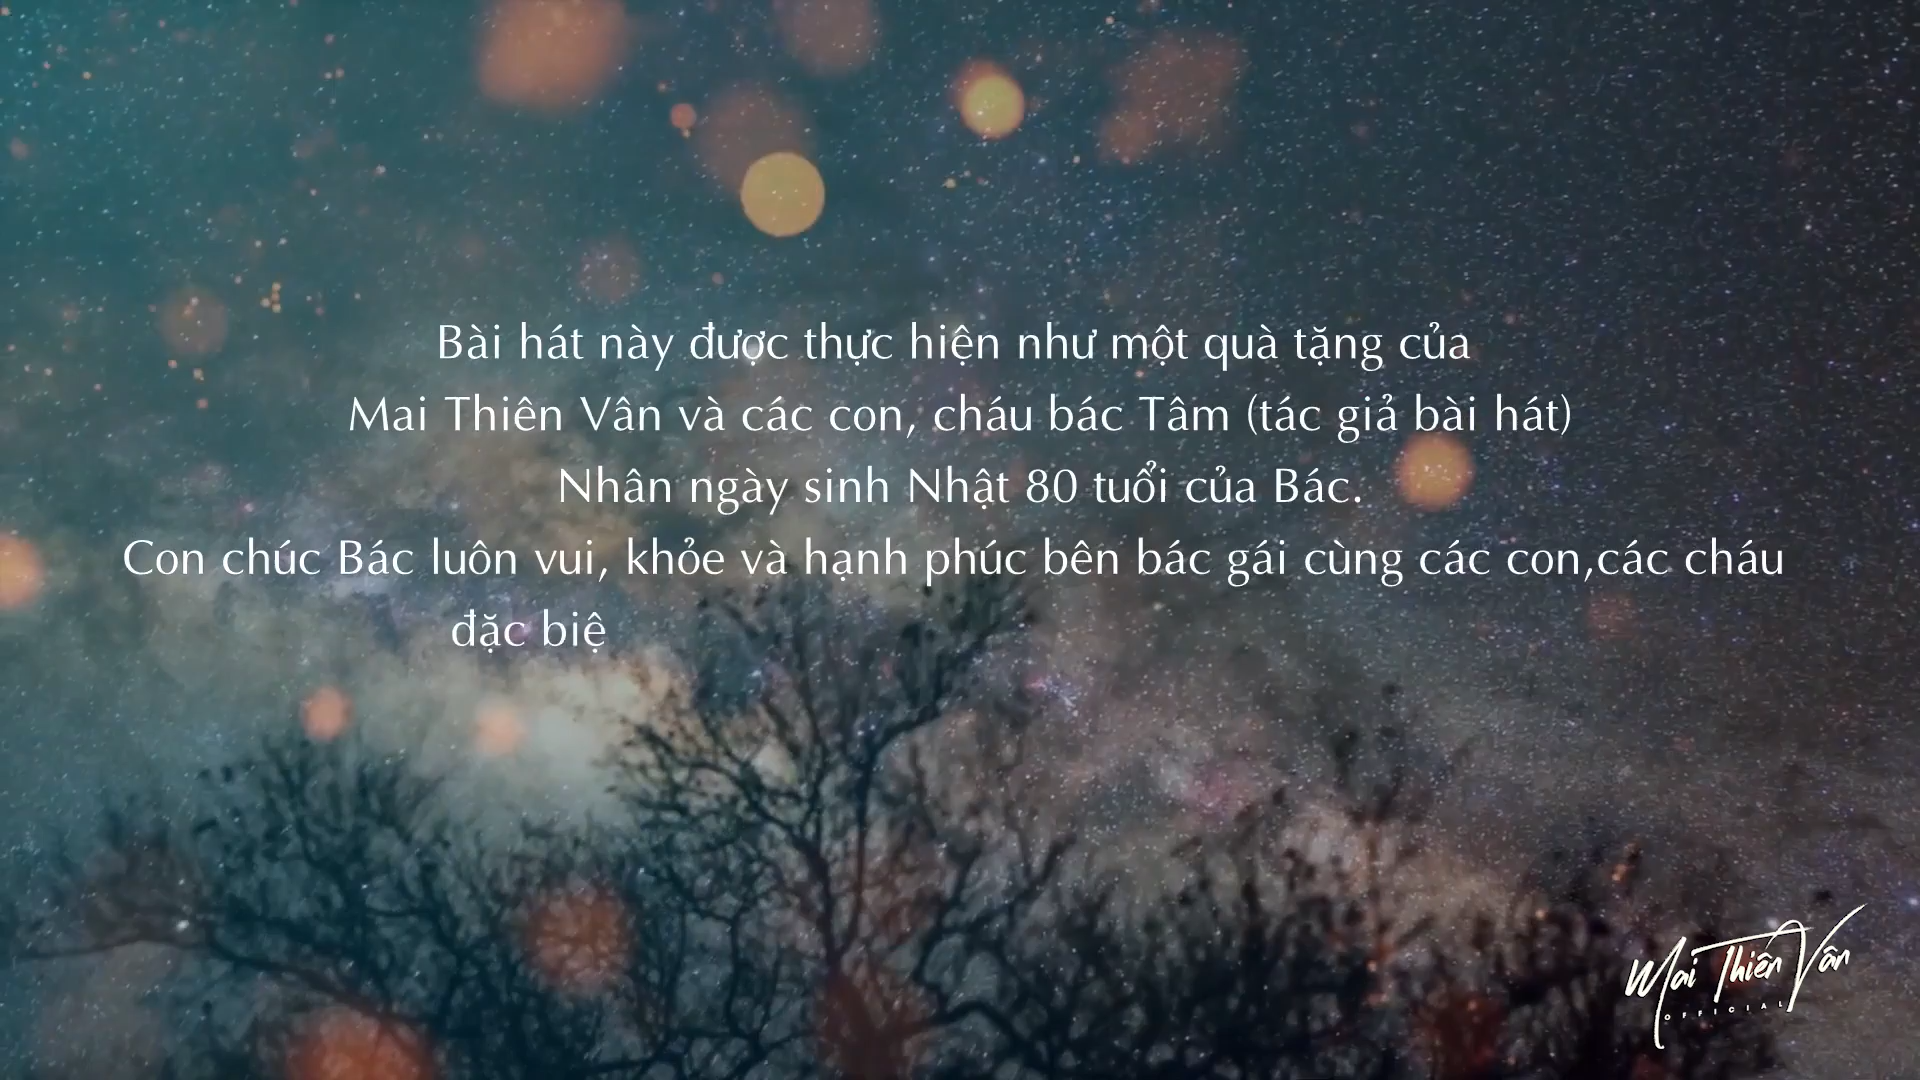 Bài hát này được thực hiện như một quà tặng của
Mai Thiên Vân và các con, cháu bác Tâm (tác giả bài hát)
Nhân ngày sinh Nhật 80 tuổi của Bác.
Con chúc Bác luôn vui, khỏe và hạnh phúc bên bác gái cùng các con,các cháu
đặc biệ
Mai Thiên Vân
OFFICIAL